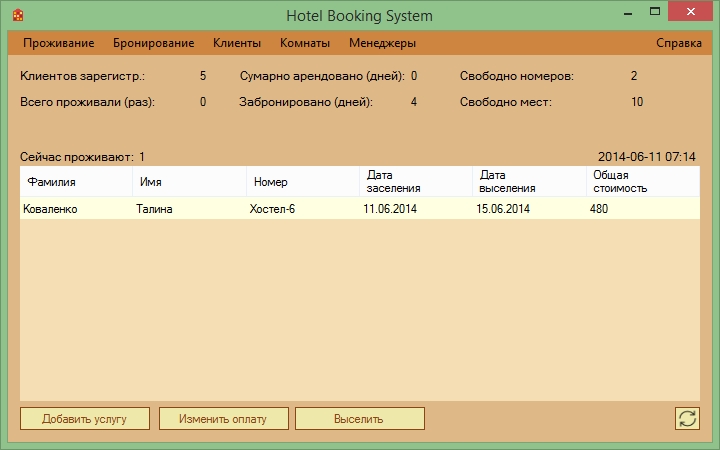 Hotel Booking System
Проживание Бронирование Клиенты Комнаты Менеджеры Справка
Клиентов зарегистр.: 5 Сумарно арендовано (дней): 0 Свободно номеров: 2
Всего проживали (раз): 0 Забронировано (дней): 4 Свободно мест: 10
Сейчас проживают: 1 2014-06-11 07:14
Фамилия Имя Номер Дата заселения Дата выселения Общая стоимость
Коваленко Талина Хостел-6 11.06.2014 15.06.2014 480
Добавить услугу Изменить оплату Выселить